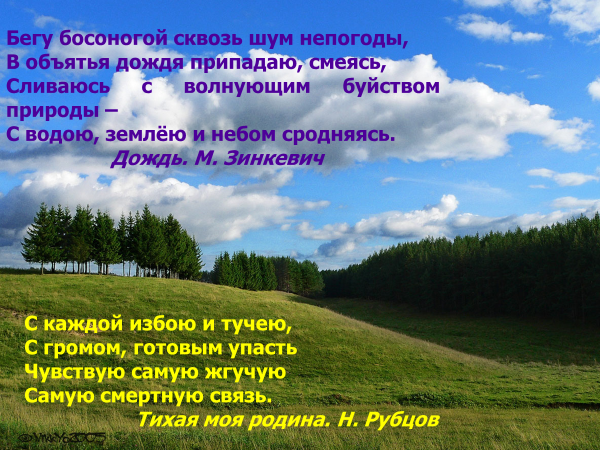 Бегу босоногой сквозь шум непогоды,
В объятья дождя припадаю, смеясь,
Сливаюсь с волнующим буйством
природы –
С водою, землёю и небом сродняясь.
Дождь. М. Зинкевич
С каждой избою и тучею,
С громом, готовым упасть
Чувствую самую жгучую
Самую смертную связь.
Тихая моя родина. Н. Рубцов